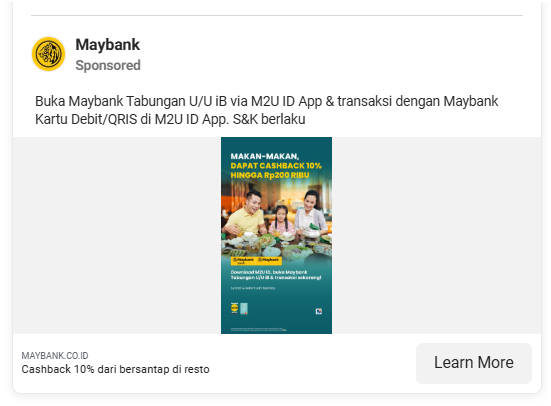 Maybank
Sponsored
Buka Maybank Tabungan U/U iB via M2U ID App & transaksi dengan Maybank
Kartu Debit/QRIS di M2U ID App. S&K berlaku
MAKAN-MAKAN,
DAPAT CASHBACK 10%
HINGGA Rp200 RIBU
Maybank Maybank
Download M2U ID, buka Maybank
Tabungan U/U iB & transaksi sekarang!
MAYBANK.CO.ID
Cashback 10% dari bersantap di resto
Learn More